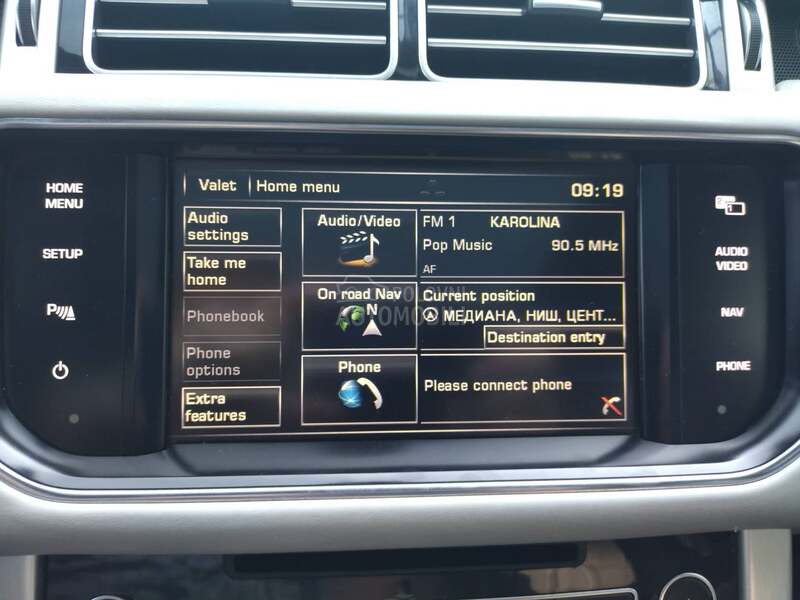 HOME
MENU
SETUP
P
Valet
Home menu
09:19
Audio
settings
Take me
home
Phonebook
Phone
options
Extra
features
Audio/Video
FM 1 KAROLINA
Pop Music 90.5 MHz
AF
On road Nav
N
Current position
МЕДИАНА, НИШ, ЦЕНТ...
Destination entry
Phone
Please connect phone
AUDIO
VIDEO
NAV
PHONE
POLOVNI
AUTOMOBILI